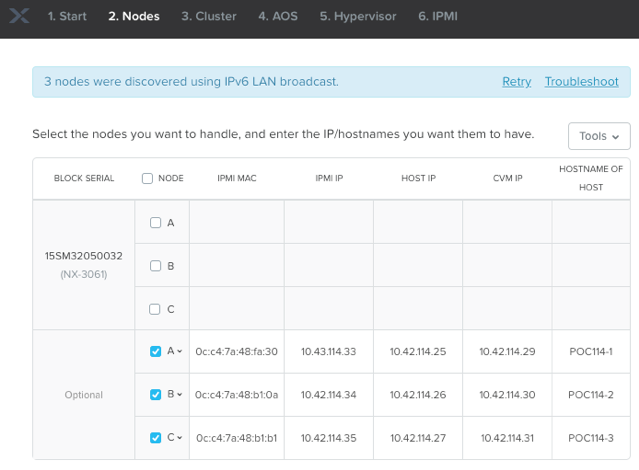 1. Start 2. Nodes 3. Cluster 4. AOS 5. Hypervisor 6. IPMI
3 nodes were discovered using IPv6 LAN broadcast. Retry Troubleshoot
Select the nodes you want to handle, and enter the IP/hostnames you want them to have. Tools
BLOCK SERIAL NODE IPMI MAC IPMI IP HOST IP CVM IP HOSTNAME OF HOST
15SM32050032
(NX-3061)
A
B
C
Optional
A 0c:c4:7a:48:fa:30 10.43.114.33 10.42.114.25 10.42.114.29 POC114-1
B 0c:c4:7a:48:b1:0a 10.42.114.34 10.42.114.26 10.42.114.30 POC114-2
C 0c:c4:7a:48:b1:b1 10.42.114.35 10.42.114.27 10.42.114.31 POC114-3